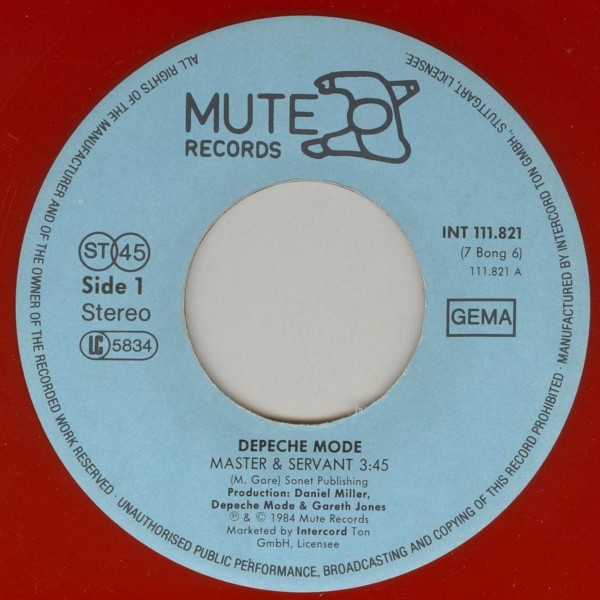 MUTE
RECORDS
INT 111.821
(7 Bong 6)
111.821 A
ST 45
Side 1
Stereo
LC 5834
GEMA
DEPECHE MODE
MASTER & SERVANT 3:45
(M. Gore) Sonet Publishing
Production: Daniel Miller,
Depeche Mode & Gareth Jones
℗ & © 1984 Mute Records
Marketed by Intercord Ton
GmbH, Licensee
ALL RIGHTS OF THE MANUFACTURER AND OF THE OWNER OF THE RECORDED WORK RESERVED · UNAUTHORISED PUBLIC PERFORMANCE, BROADCASTING AND COPYING OF THIS RECORD PROHIBITED · MANUFACTURED BY INTERCORD TON GMBH., STUTTGART, LICENSEE.